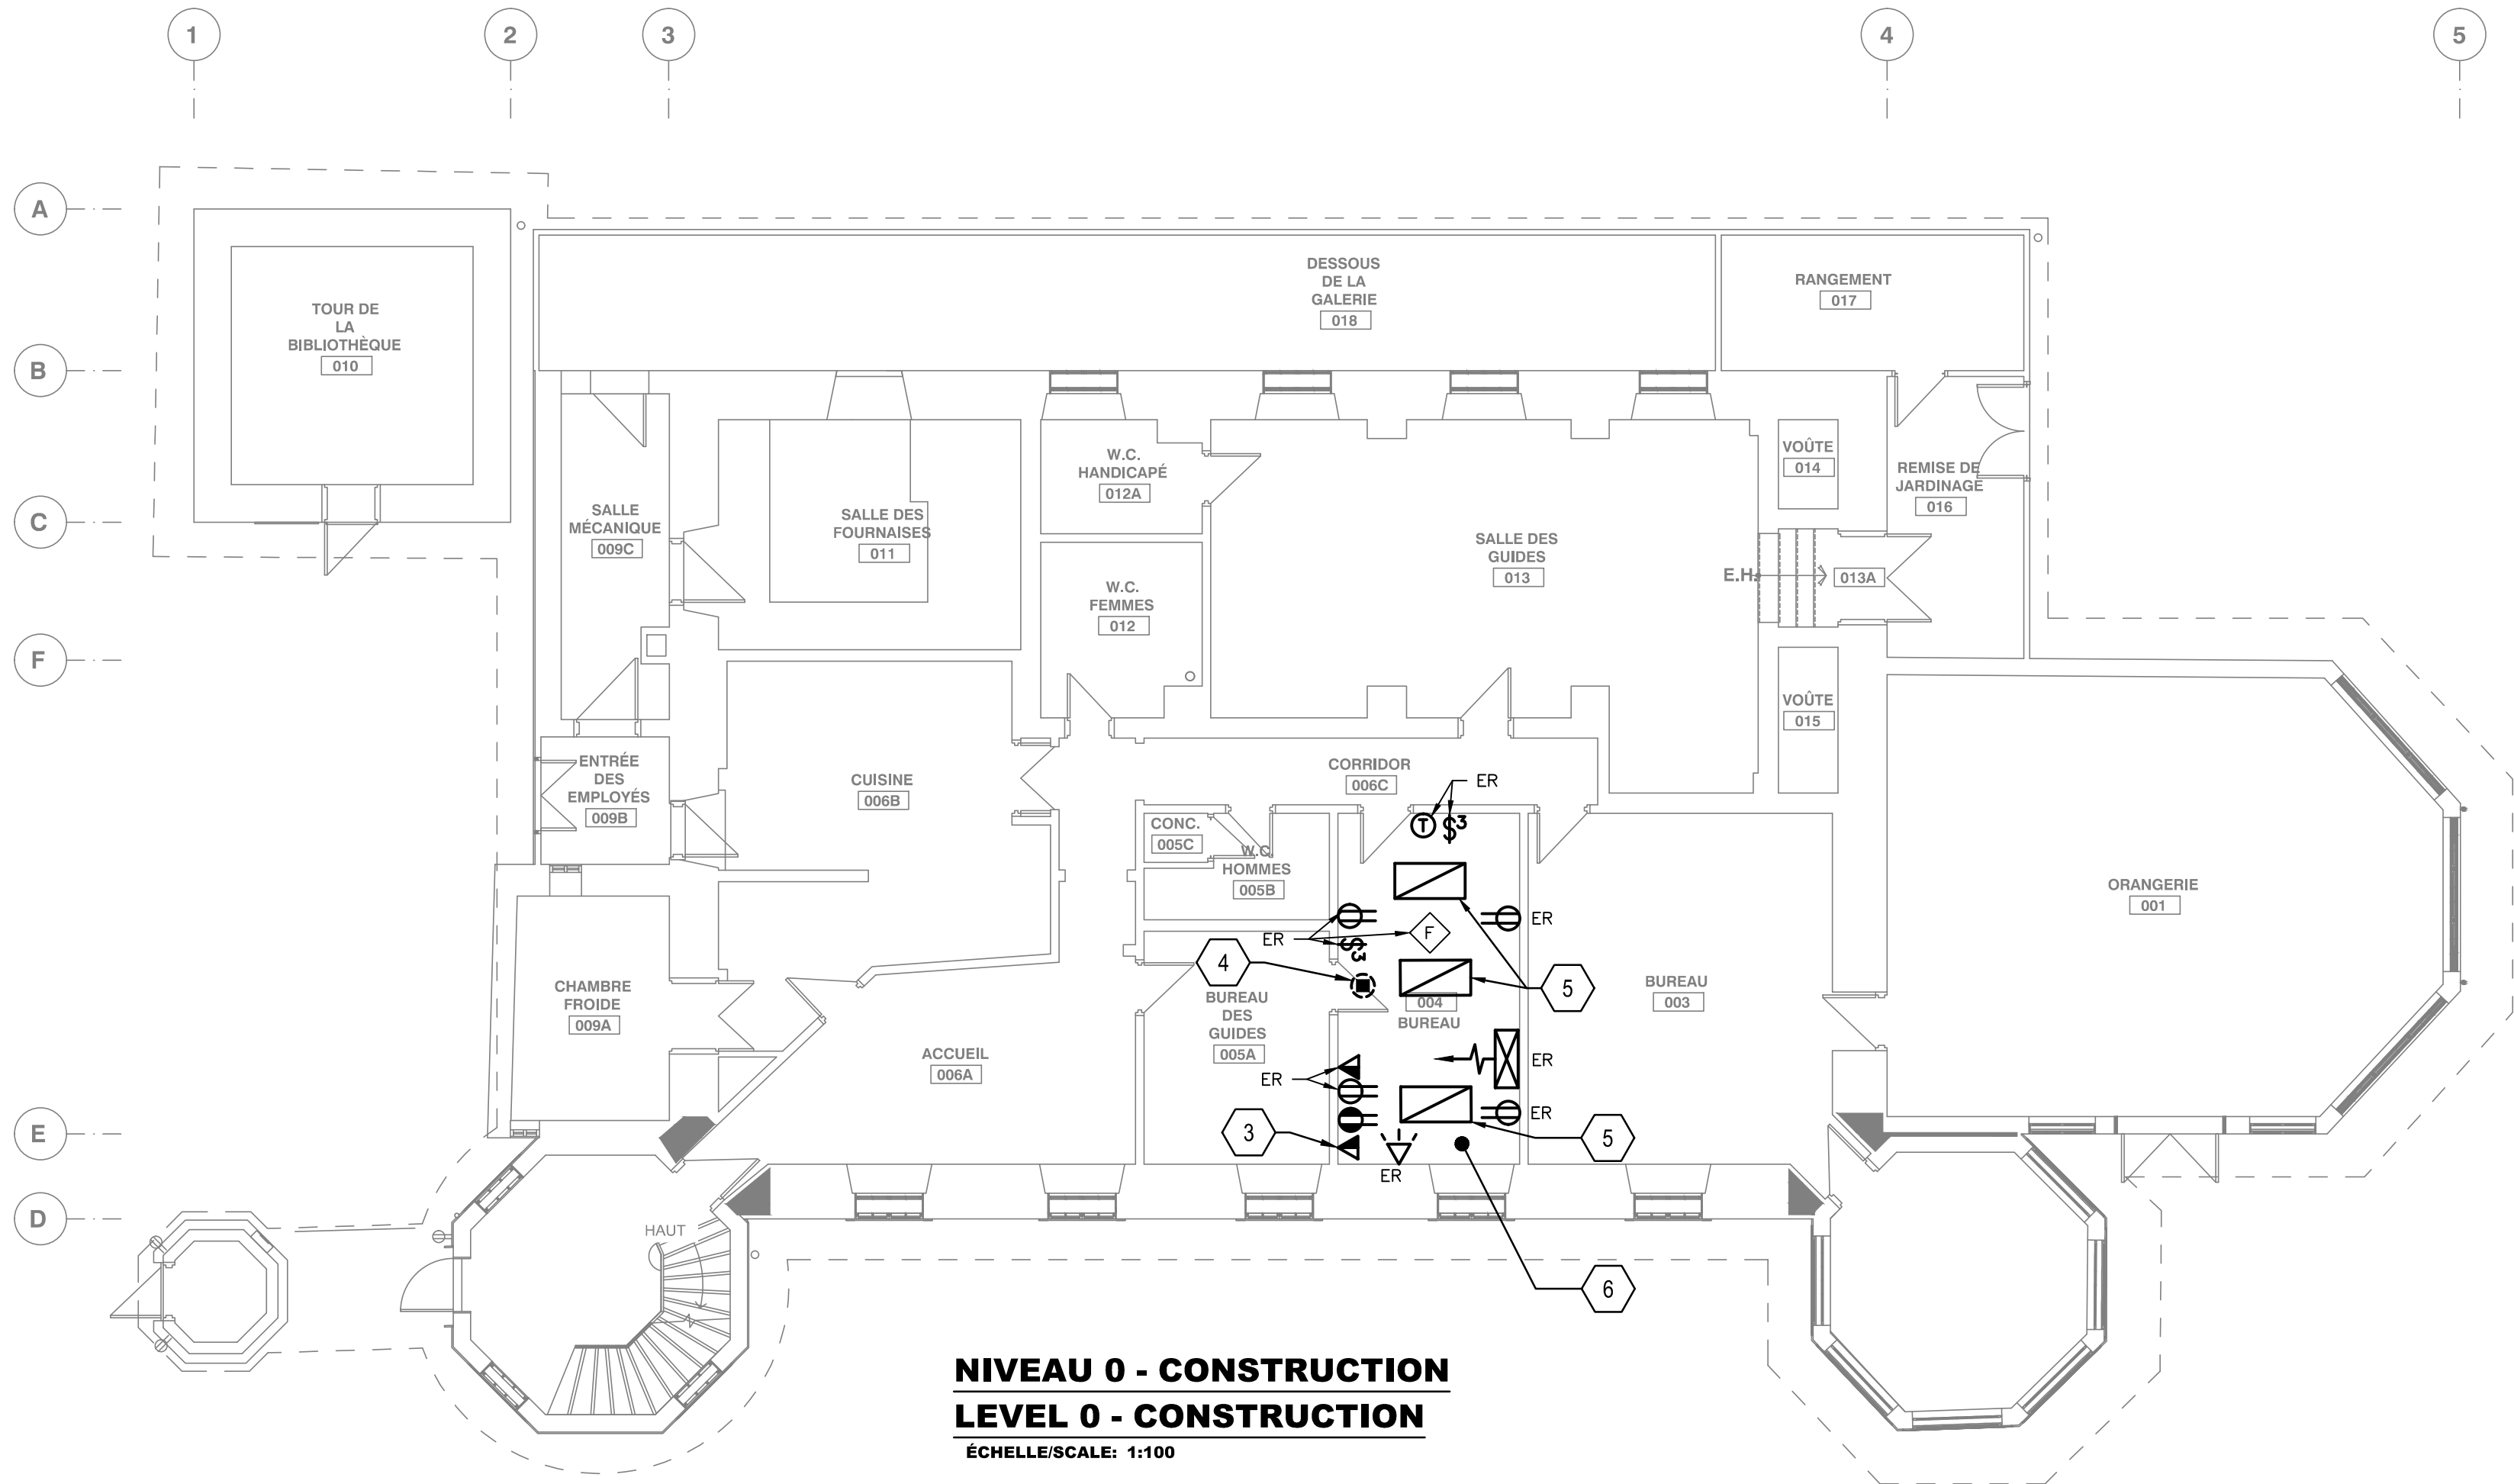 1
2
3
4
5
A
B
C
F
E
D
TOUR DE
LA
BIBLIOTHÈQUE
010
DESSOUS
DE LA
GALERIE
018
RANGEMENT
017
SALLE
MÉCANIQUE
009C
SALLE DES
FOURNAISES
011
W.C.
HANDICAPÉ
012A
W.C.
FEMMES
012
SALLE DES
GUIDES
013
VOÛTE
014
REMISE DE
JARDINAGE
016
E.H.
013A
VOÛTE
015
ENTRÉE
DES
EMPLOYÉS
009B
CUISINE
006B
CORRIDOR
006C
ER
T
$3
CONC.
005C
W.C.
HOMMES
005B
ORANGERIE
001
ER
F
ER
$3
4
5
CHAMBRE
FROIDE
009A
BUREAU
DES
GUIDES
005A
004
BUREAU
BUREAU
003
ACCUEIL
006A
ER
ER
ER
3
5
ER
6
HAUT
NIVEAU 0 - CONSTRUCTION
LEVEL 0 - CONSTRUCTION
ÉCHELLE/SCALE: 1:100